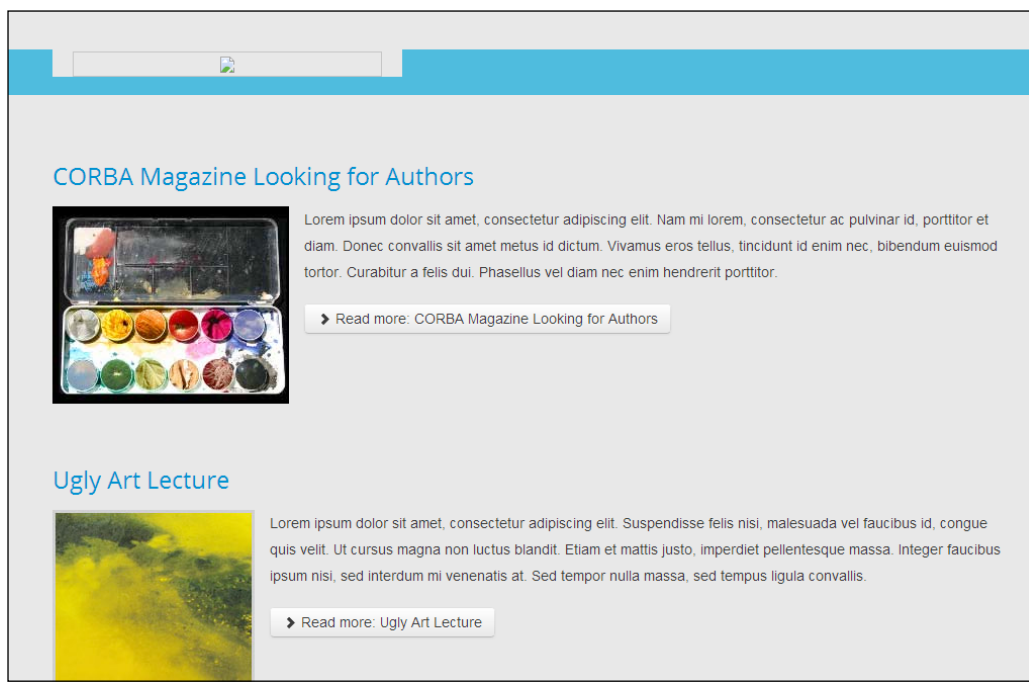 CORBA Magazine Looking for Authors
Lorem ipsum dolor sit amet, consectetur adipiscing elit. Nam mi lorem, consectetur ac pulvinar id, porttitor et
diam. Donec convallis sit amet metus id dictum. Vivamus eros tellus, tincidunt id enim nec, bibendum euismod
tortor. Curabitur a felis dui. Phasellus vel diam nec enim hendrerit porttitor.
Read more: CORBA Magazine Looking for Authors
Ugly Art Lecture
Lorem ipsum dolor sit amet, consectetur adipiscing elit. Suspendisse felis nisi, malesuada vel faucibus id, congue
quis velit. Ut cursus magna non luctus blandit. Etiam et mattis justo, imperdiet pellentesque massa. Integer faucibus
ipsum nisi, sed interdum mi venenatis at. Sed tempor nulla massa, sed tempus ligula convallis.
Read more: Ugly Art Lecture